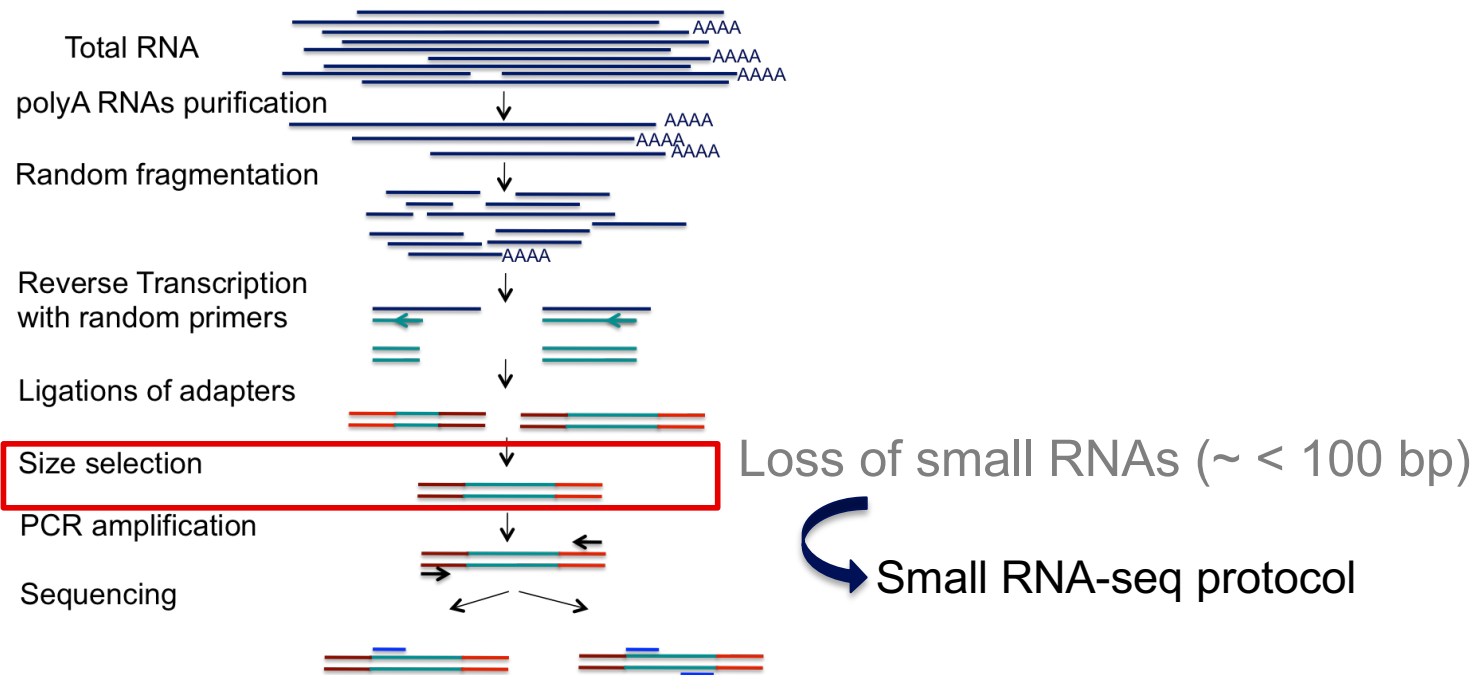 AAAA
Total RNA
AAAA
AAAA
polyA RNAs purification
AAAA
AAAA
AAAA
Random fragmentation
AAAA
Reverse Transcription
with random primers
Ligations of adapters
Size selection
Loss of small RNAs (~ < 100 bp)
PCR amplification
Small RNA-seq protocol
Sequencing